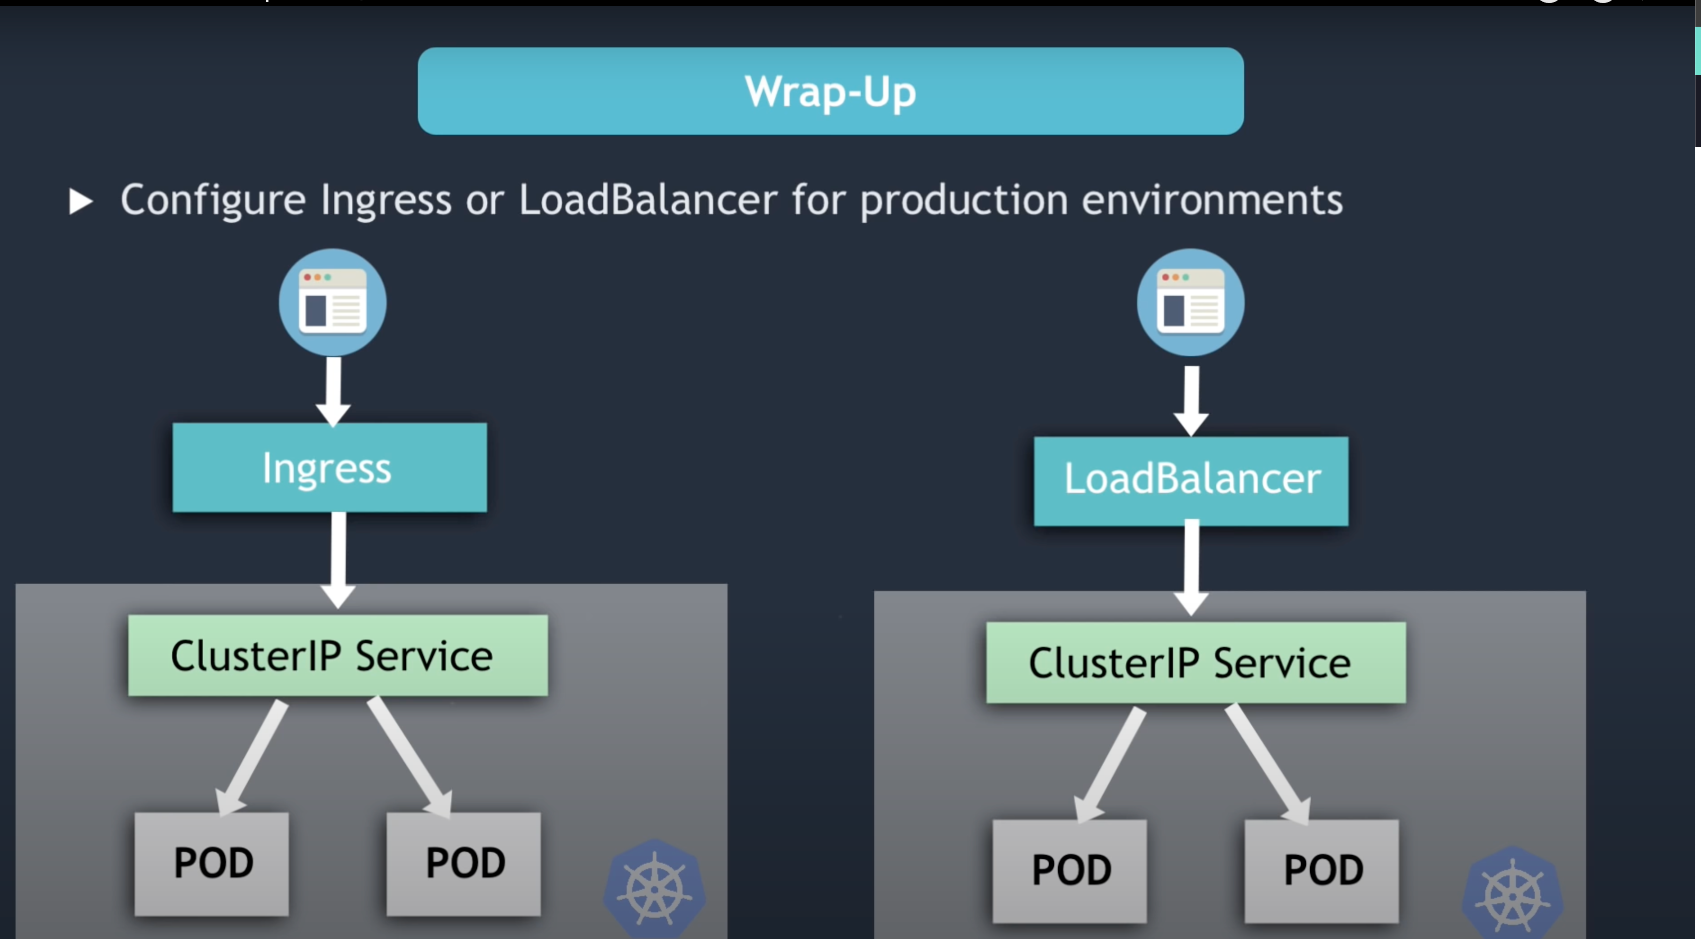 Wrap-Up
Configure Ingress or LoadBalancer for production environments
Ingress
LoadBalancer
ClusterIP Service
ClusterIP Service
POD
POD
POD
POD